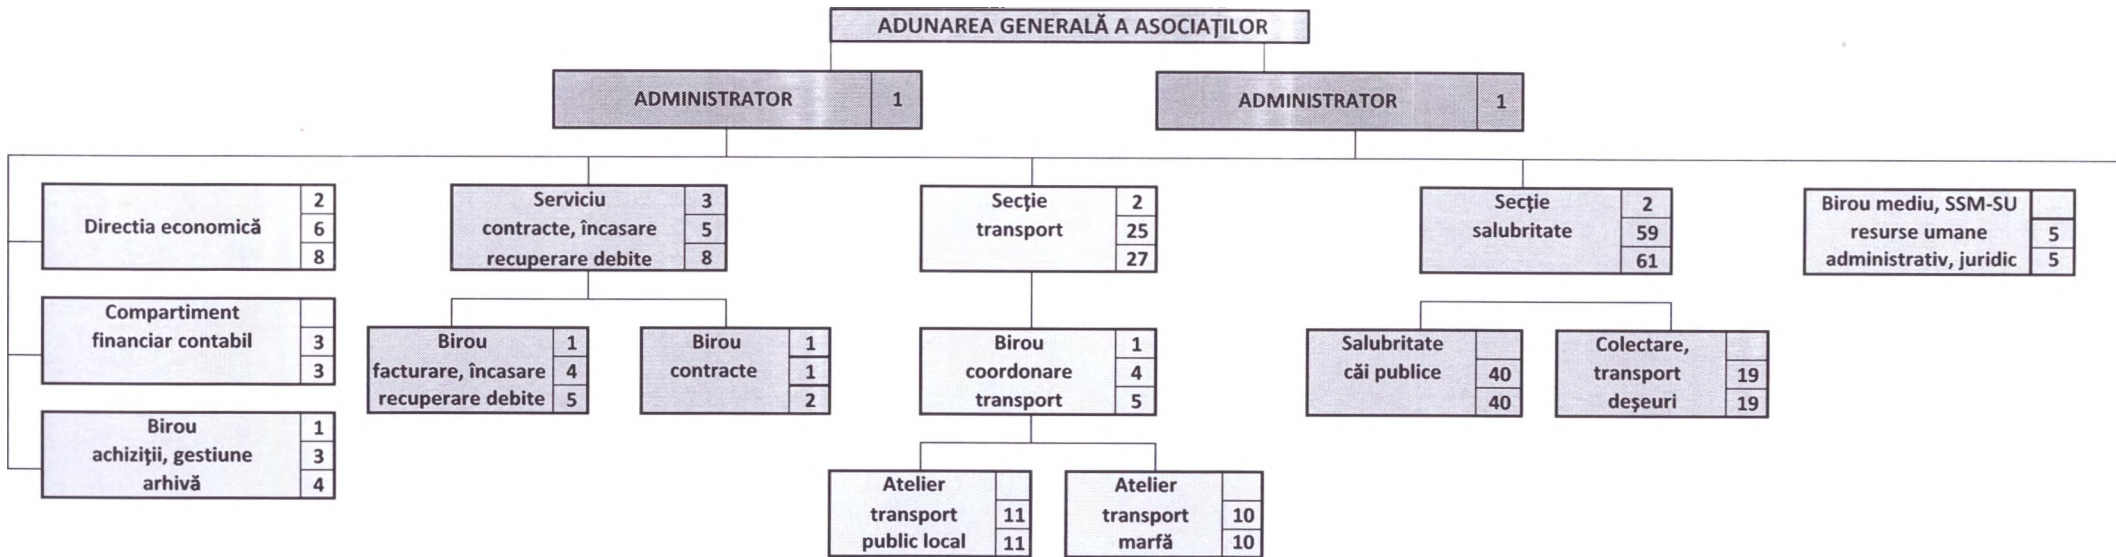 ADUNAREA GENERALĂ A ASOCIAȚILOR
ADMINISTRATOR 1
ADMINISTRATOR 1
2
Directia economică 6
8
Serviciu 3
contracte, încasare 5
recuperare debite 8
Secție 2
transport 25
27
Secție 2
salubritate 59
61
Birou mediu, SSM-SU
resurse umane 5
administrativ, juridic 5
Compartiment
financiar contabil 3
3
Birou 1
facturare, încasare 4
recuperare debite 5
Birou 1
contracte 1
2
Birou 1
coordonare 4
transport 5
Salubritate
căi publice 40
40
Colectare,
transport 19
deșeuri 19
Birou 1
achiziții, gestiune 3
arhivă 4
Atelier
transport 11
public local 11
Atelier
transport 10
marfă 10